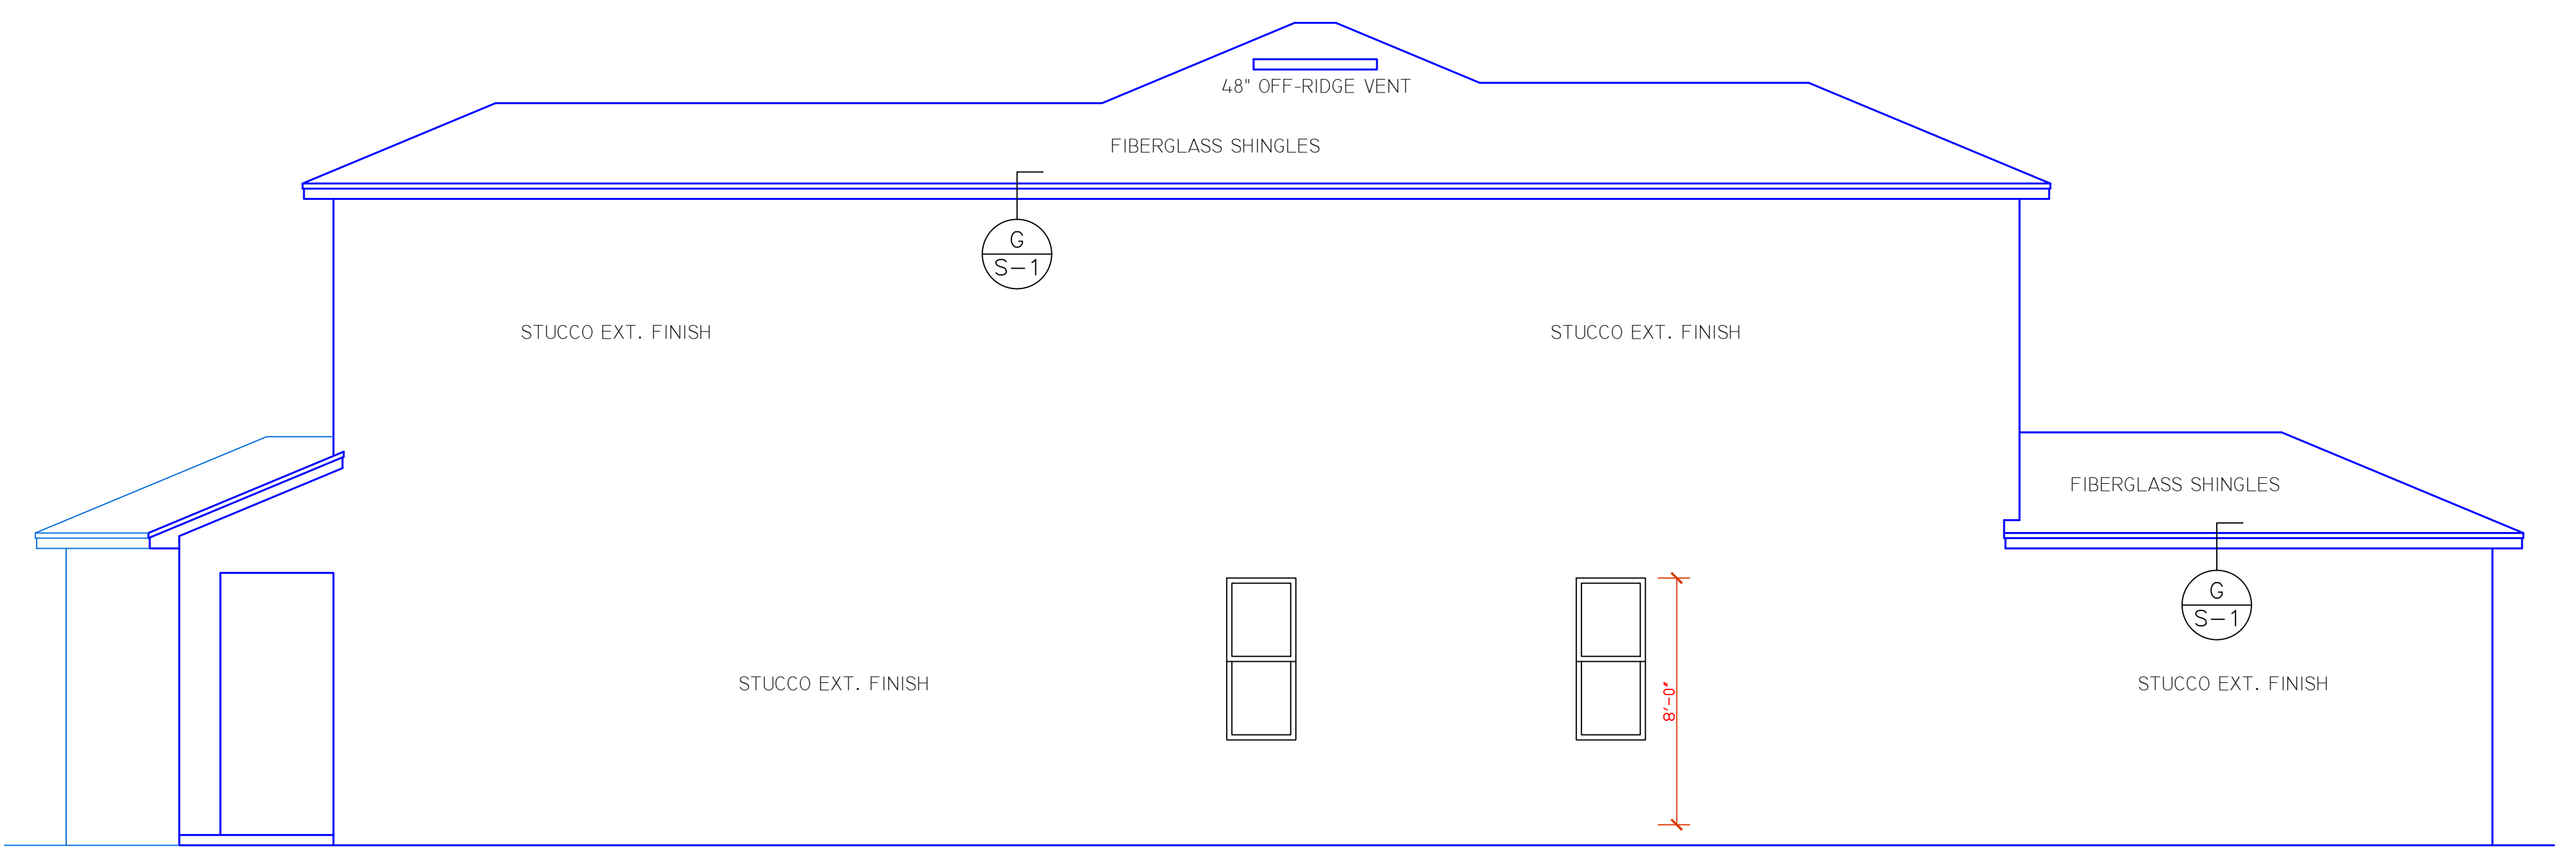 48" OFF-RIDGE VENT
FIBERGLASS SHINGLES
G
S-1
STUCCO EXT. FINISH
STUCCO EXT. FINISH
FIBERGLASS SHINGLES
G
S-1
STUCCO EXT. FINISH
8'-0"
STUCCO EXT. FINISH